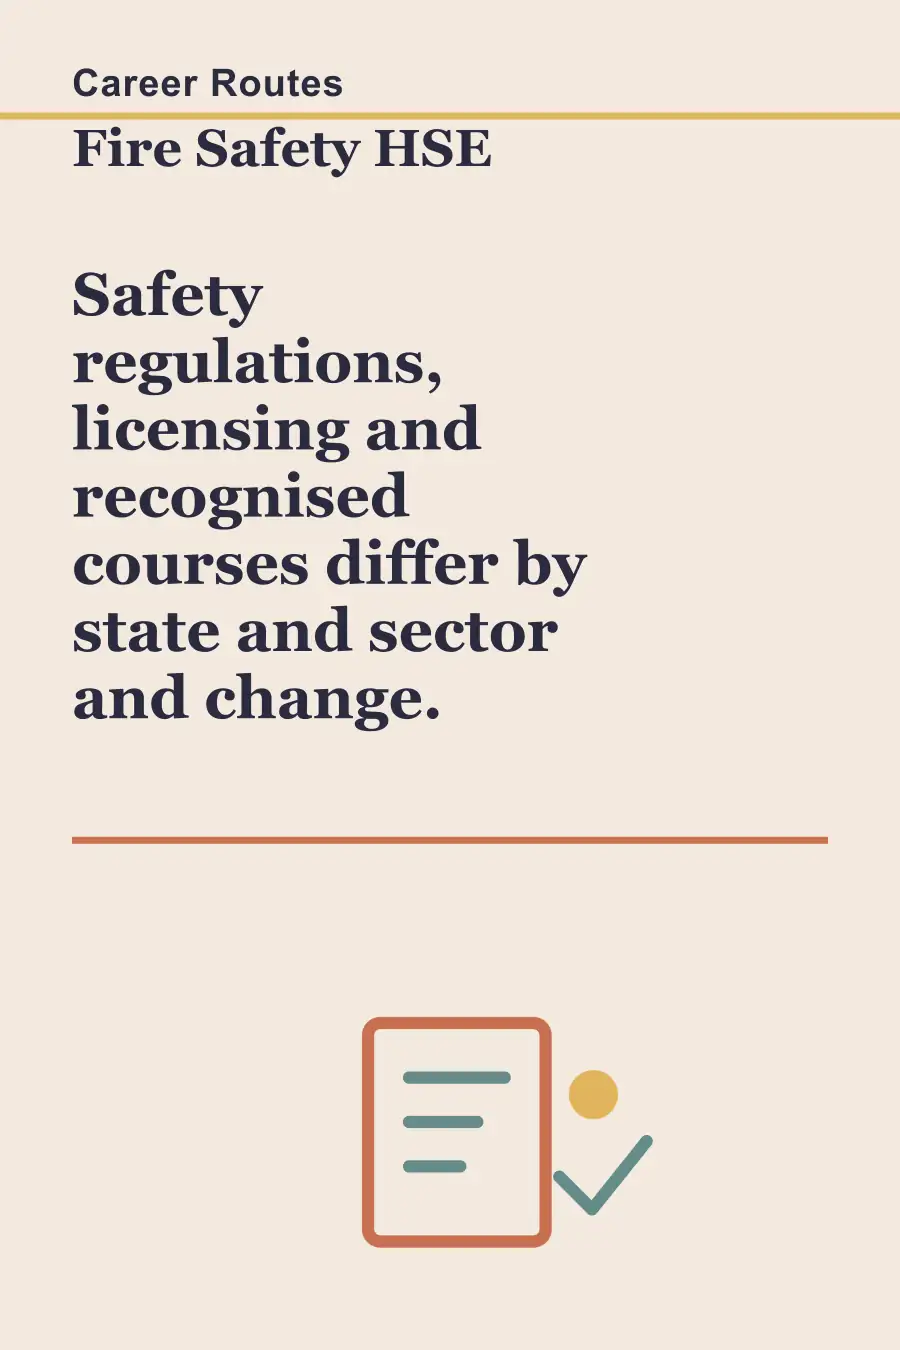 Career Routes
Fire Safety HSE
Safety
regulations,
licensing and
recognised
courses differ by
state and sector
and change.